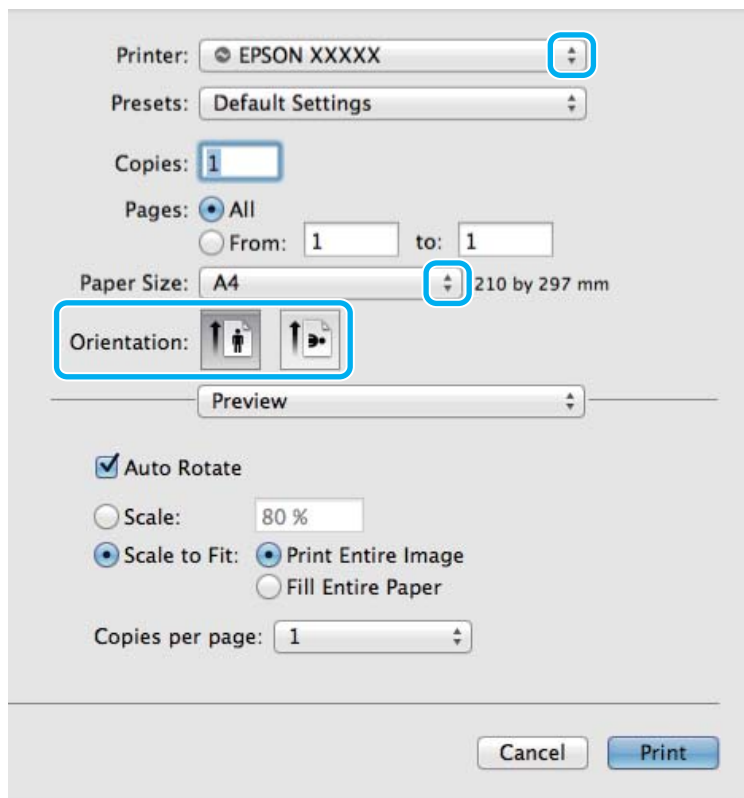 Printer: EPSON XXXXX
Presets: Default Settings
Copies: 1
Pages: All
From: 1 to: 1
Paper Size: A4 210 by 297 mm
Orientation:
Preview
Auto Rotate
Scale: 80 %
Scale to Fit: Print Entire Image
Fill Entire Paper
Copies per page: 1
Cancel Print